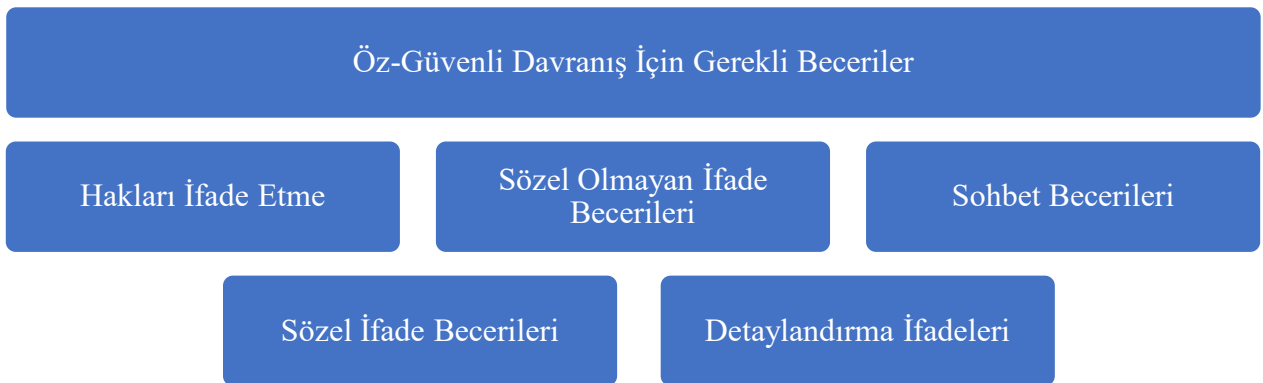 Öz-Güvenli Davranış İçin Gerekli Beceriler
Hakları İfade Etme
Sözel Olmayan İfade
Becerileri
Sohbet Becerileri
Sözel İfade Becerileri
Detaylandırma İfadeleri